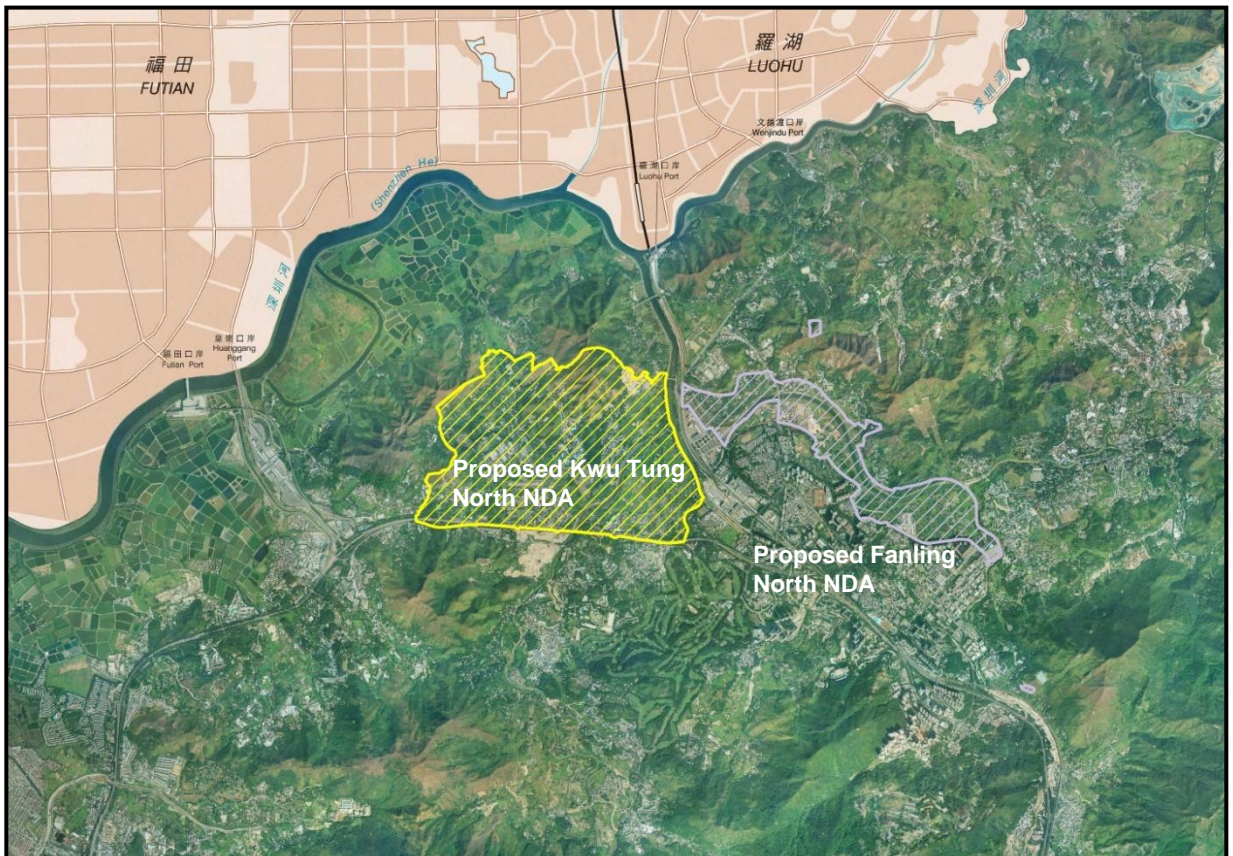 福田
FUTIAN
羅湖
LUOHU
深圳河
文錦渡口岸
Wenjindu Port
羅湖口岸
Luohu Port
(Shenzhen He)
深圳河
皇崗口岸
Huanggang
Port
福田口岸
Futian Port
Proposed Kwu Tung
North NDA
Proposed Fanling
North NDA